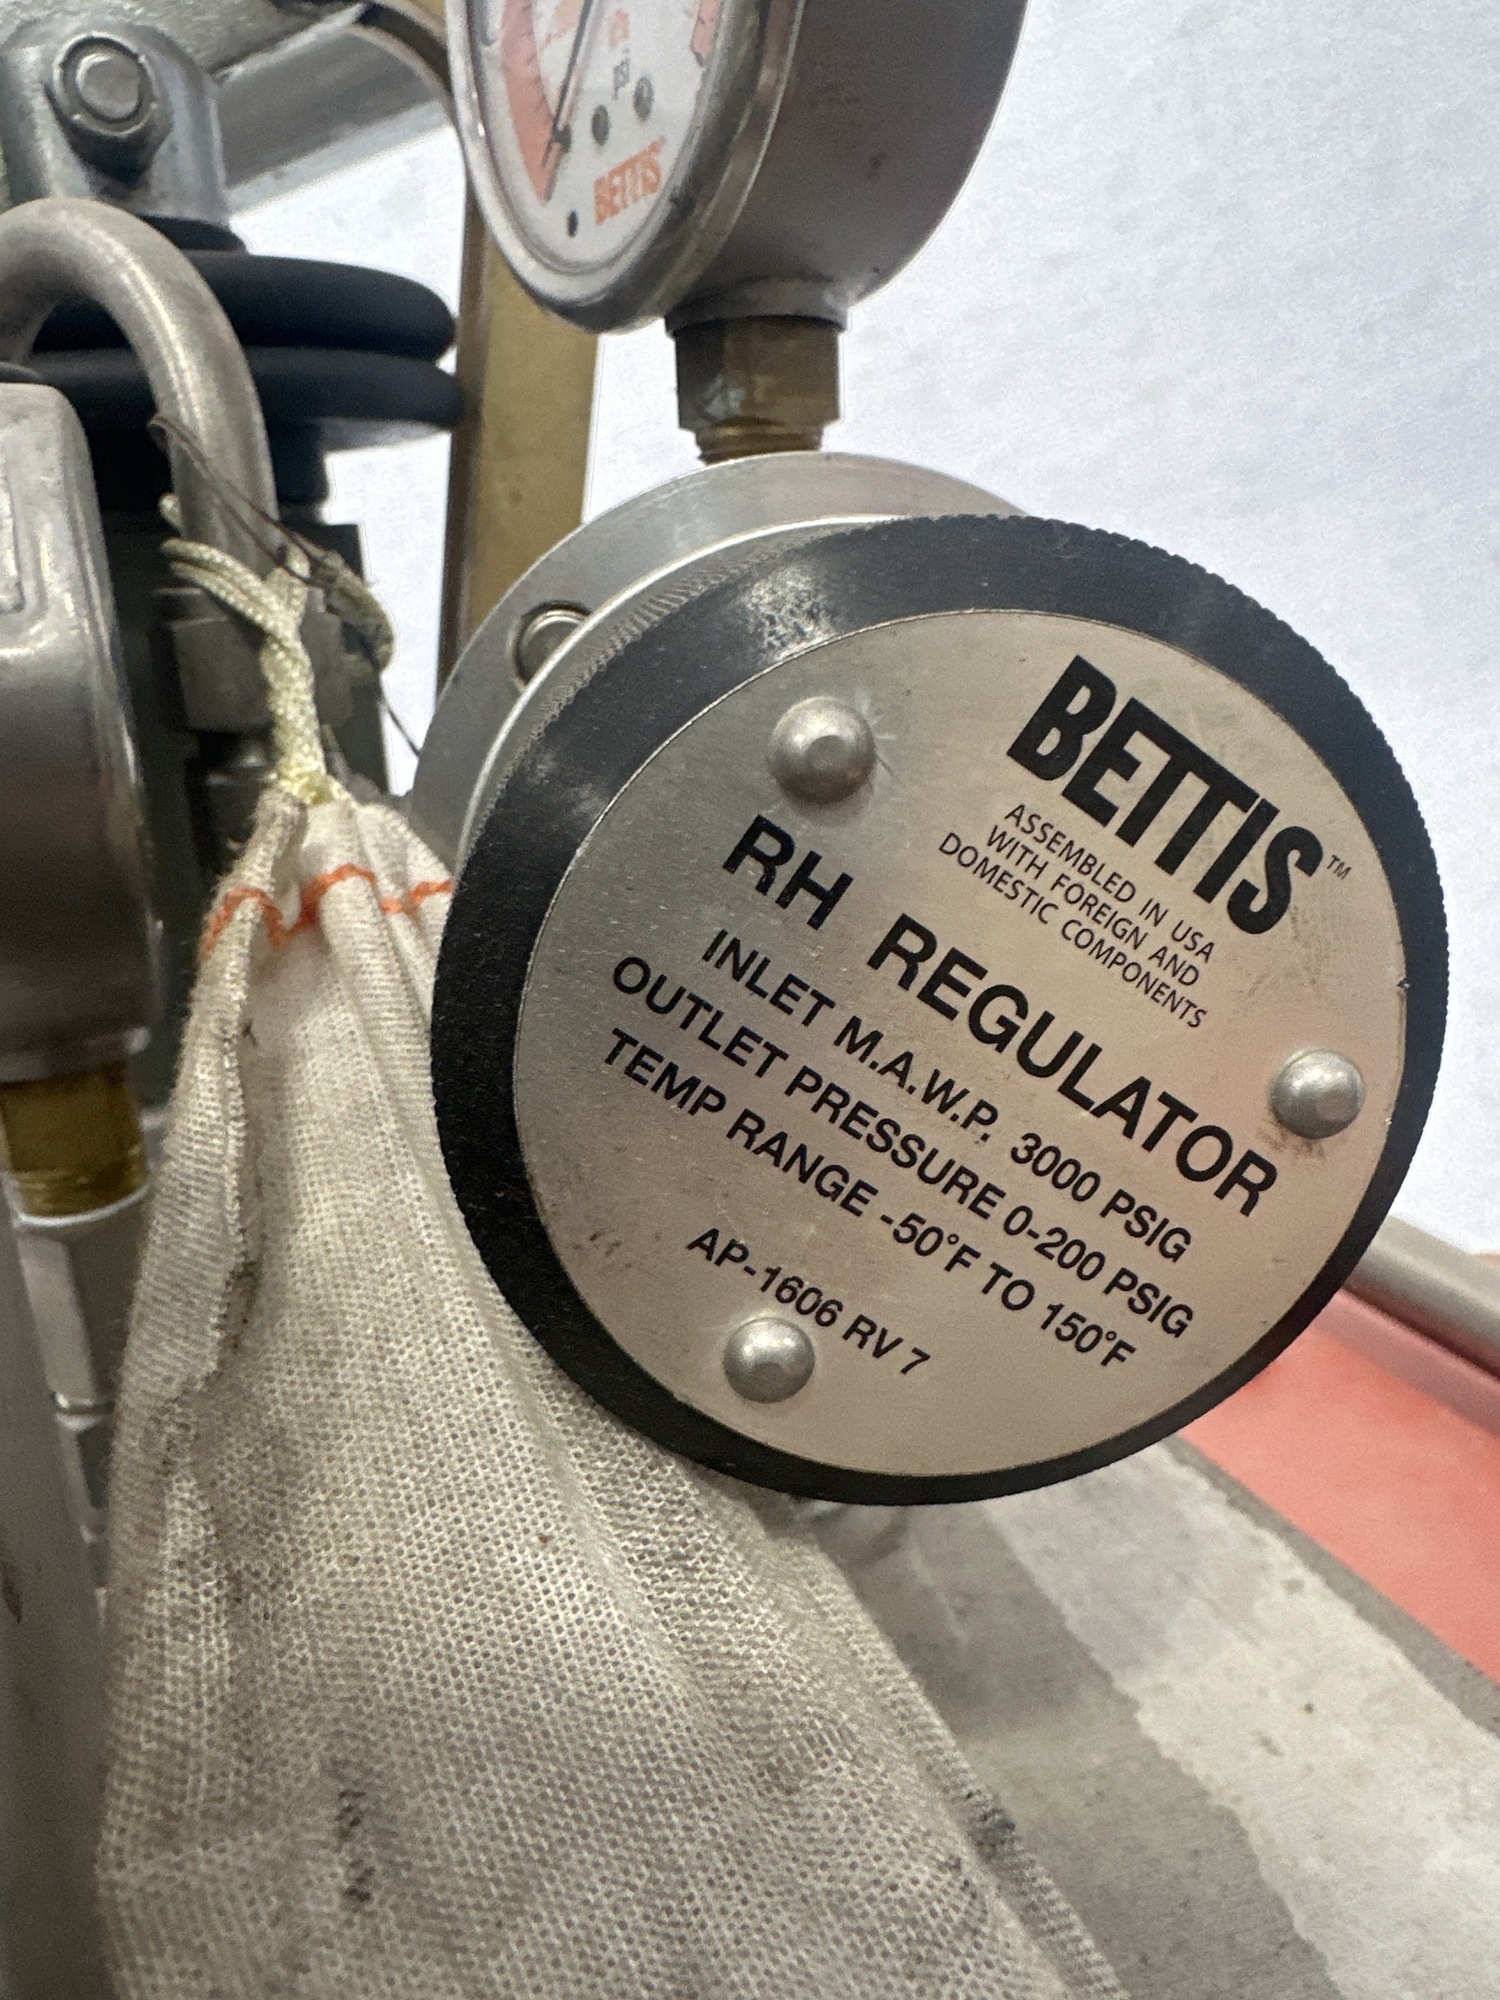 psi
BETTIS
BETTIS™
ASSEMBLED IN USA
WITH FOREIGN AND
DOMESTIC COMPONENTS
RH REGULATOR
INLET M.A.W.P. 3000 PSIG
OUTLET PRESSURE 0-200 PSIG
TEMP RANGE -50°F TO 150°F
AP-1606 RV 7